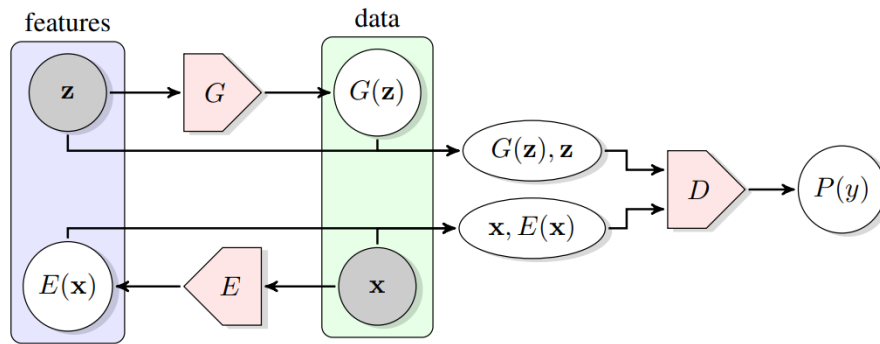 features
data
z
G
G(z)
G(z), z
D
P(y)
x, E(x)
E(x)
E
x